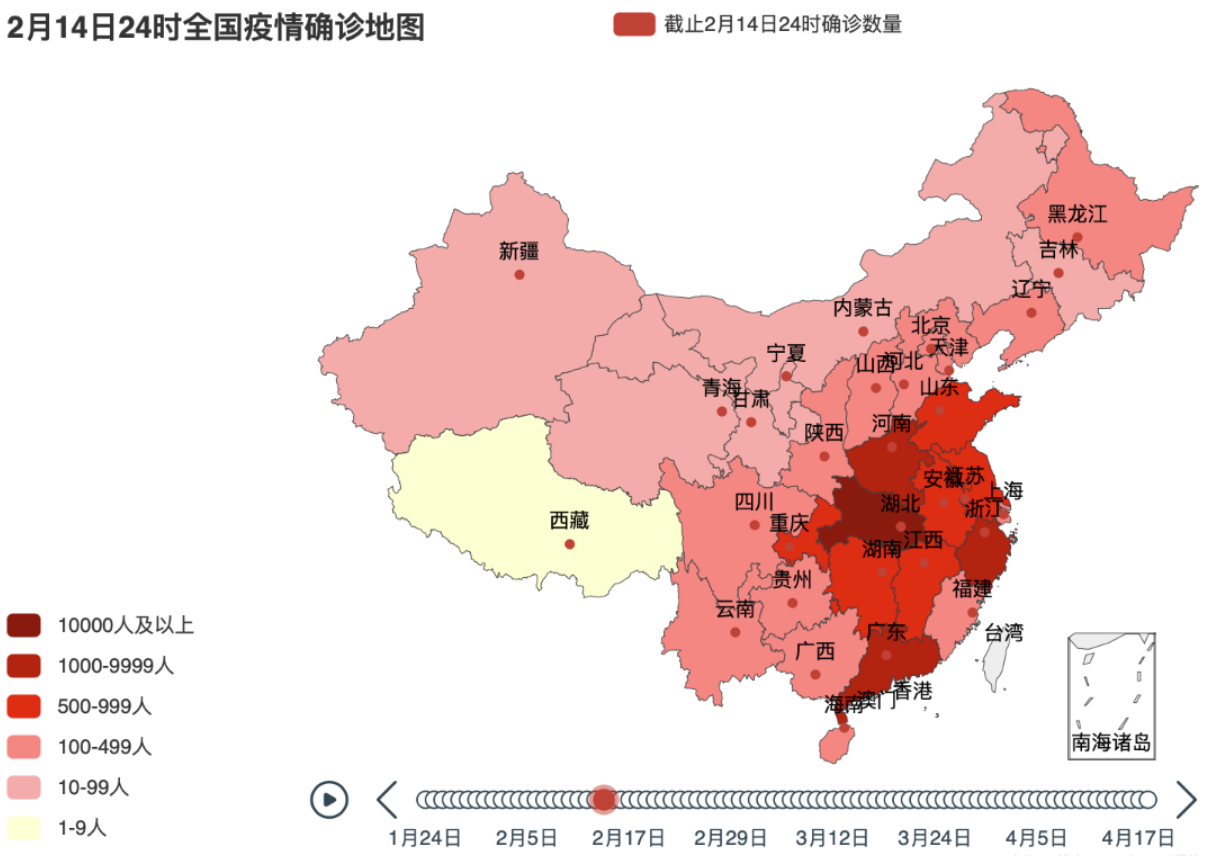 2月14日24时全国疫情确诊地图
截止2月14日24时确诊数量
黑龙江
吉林
新疆
辽宁
内蒙古
北京
天津
宁夏
山西
河北
青海
甘肃
山东
河南
陕西
安徽
江苏
上海
四川
湖北
浙江
重庆
西藏
湖南
江西
贵州
福建
云南
广东
台湾
广西
香港
海南
澳门
南海诸岛
10000人及以上
1000-9999人
500-999人
100-499人
10-99人
1-9人
1月24日
2月5日
2月17日
2月29日
3月12日
3月24日
4月5日
4月17日